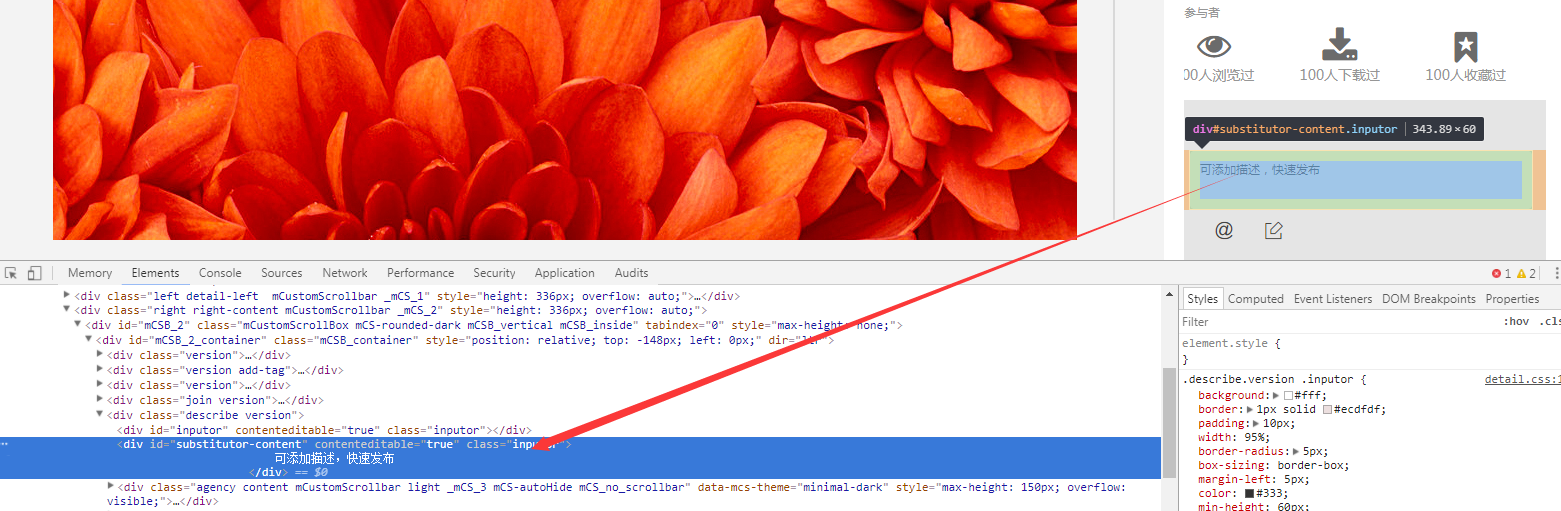 参与者
00人浏览过 100人下载过 100人收藏过
div#substitutor-content.inputor 343.89×60
可添加描述，快速发布
@
Memory Elements Console Sources Network Performance Security Application Audits 1 2
<div class="left detail-left  mCustomScrollbar _mCS_1" style="height: 336px; overflow: auto;">…</div>
<div class="right right-content mCustomScrollbar _mCS_2" style="height: 336px; overflow: auto;">
<div id="mCSB_2" class="mCustomScrollBox mCS-rounded-dark mCSB_vertical mCSB_inside" tabindex="0" style="max-height: none;">
<div id="mCSB_2_container" class="mCSB_container" style="position: relative; top: -148px; left: 0px;" dir="ltr">
<div class="version">…</div>
<div class="version add-tag">…</div>
<div class="version">…</div>
<div class="join version">…</div>
<div class="describe version">
<div id="inputor" contenteditable="true" class="inputor"></div>
<div id="substitutor-content" contenteditable="true" class="inputor">
可添加描述，快速发布
</div> == $0
<div class="agency content mCustomScrollbar light _mCS_3 mCS-autoHide mCS_no_scrollbar" data-mcs-theme="minimal-dark" style="max-height: 150px; overflow:
visible;">…</div>
Styles Computed Event Listeners DOM Breakpoints Properties
Filter :hov .cls
element.style {
}
.describe.version .inputor { detail.css:1
background: #fff;
border: 1px solid #ecdfdf;
padding: 10px;
width: 95%;
border-radius: 5px;
box-sizing: border-box;
margin-left: 5px;
color: #333;
min-height: 60px;